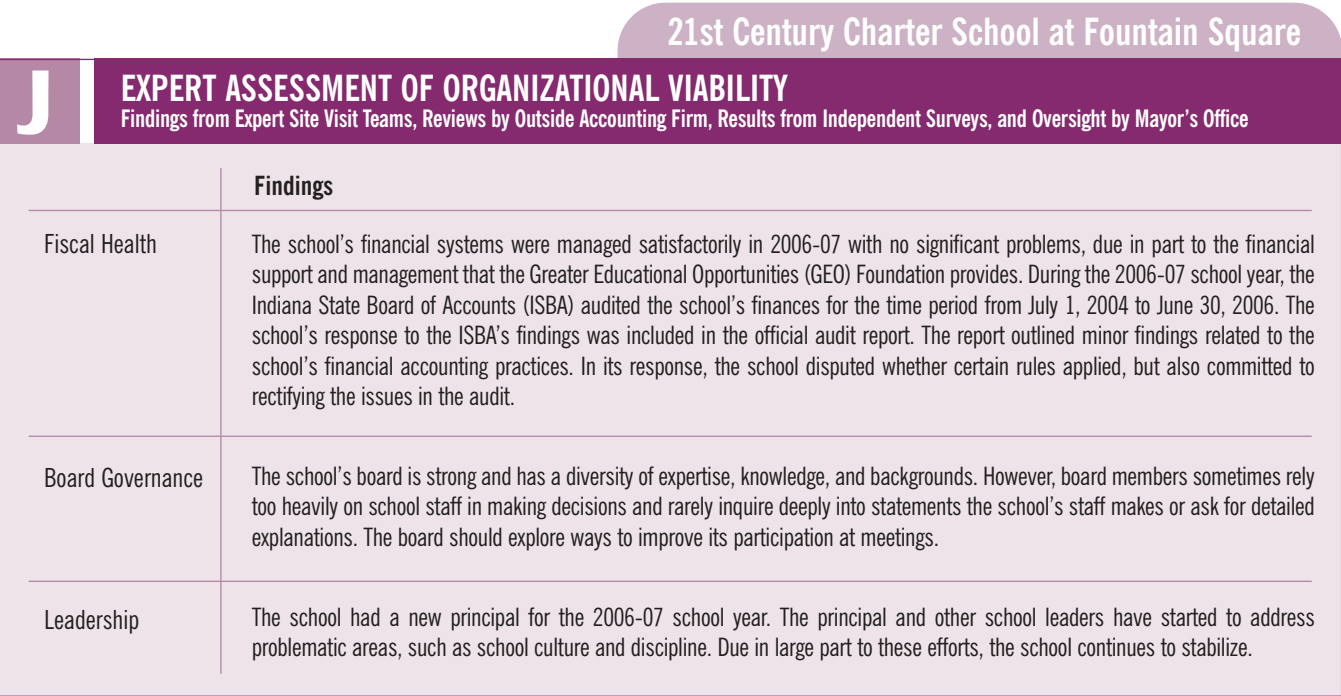 21st Century Charter School at Fountain Square
J
EXPERT ASSESSMENT OF ORGANIZATIONAL VIABILITY
Findings from Expert Site Visit Teams, Reviews by Outside Accounting Firm, Results from Independent Surveys, and Oversight by Mayor's Office
Findings
Fiscal Health
The school's financial systems were managed satisfactorily in 2006-07 with no significant problems, due in part to the financial
support and management that the Greater Educational Opportunities (GEO) Foundation provides. During the 2006-07 school year, the
Indiana State Board of Accounts (ISBA) audited the school's finances for the time period from July 1, 2004 to June 30, 2006. The
school's response to the ISBA's findings was included in the official audit report. The report outlined minor findings related to the
school's financial accounting practices. In its response, the school disputed whether certain rules applied, but also committed to
rectifying the issues in the audit.
Board Governance
The school's board is strong and has a diversity of expertise, knowledge, and backgrounds. However, board members sometimes rely
too heavily on school staff in making decisions and rarely inquire deeply into statements the school's staff makes or ask for detailed
explanations. The board should explore ways to improve its participation at meetings.
Leadership
The school had a new principal for the 2006-07 school year. The principal and other school leaders have started to address
problematic areas, such as school culture and discipline. Due in large part to these efforts, the school continues to stabilize.